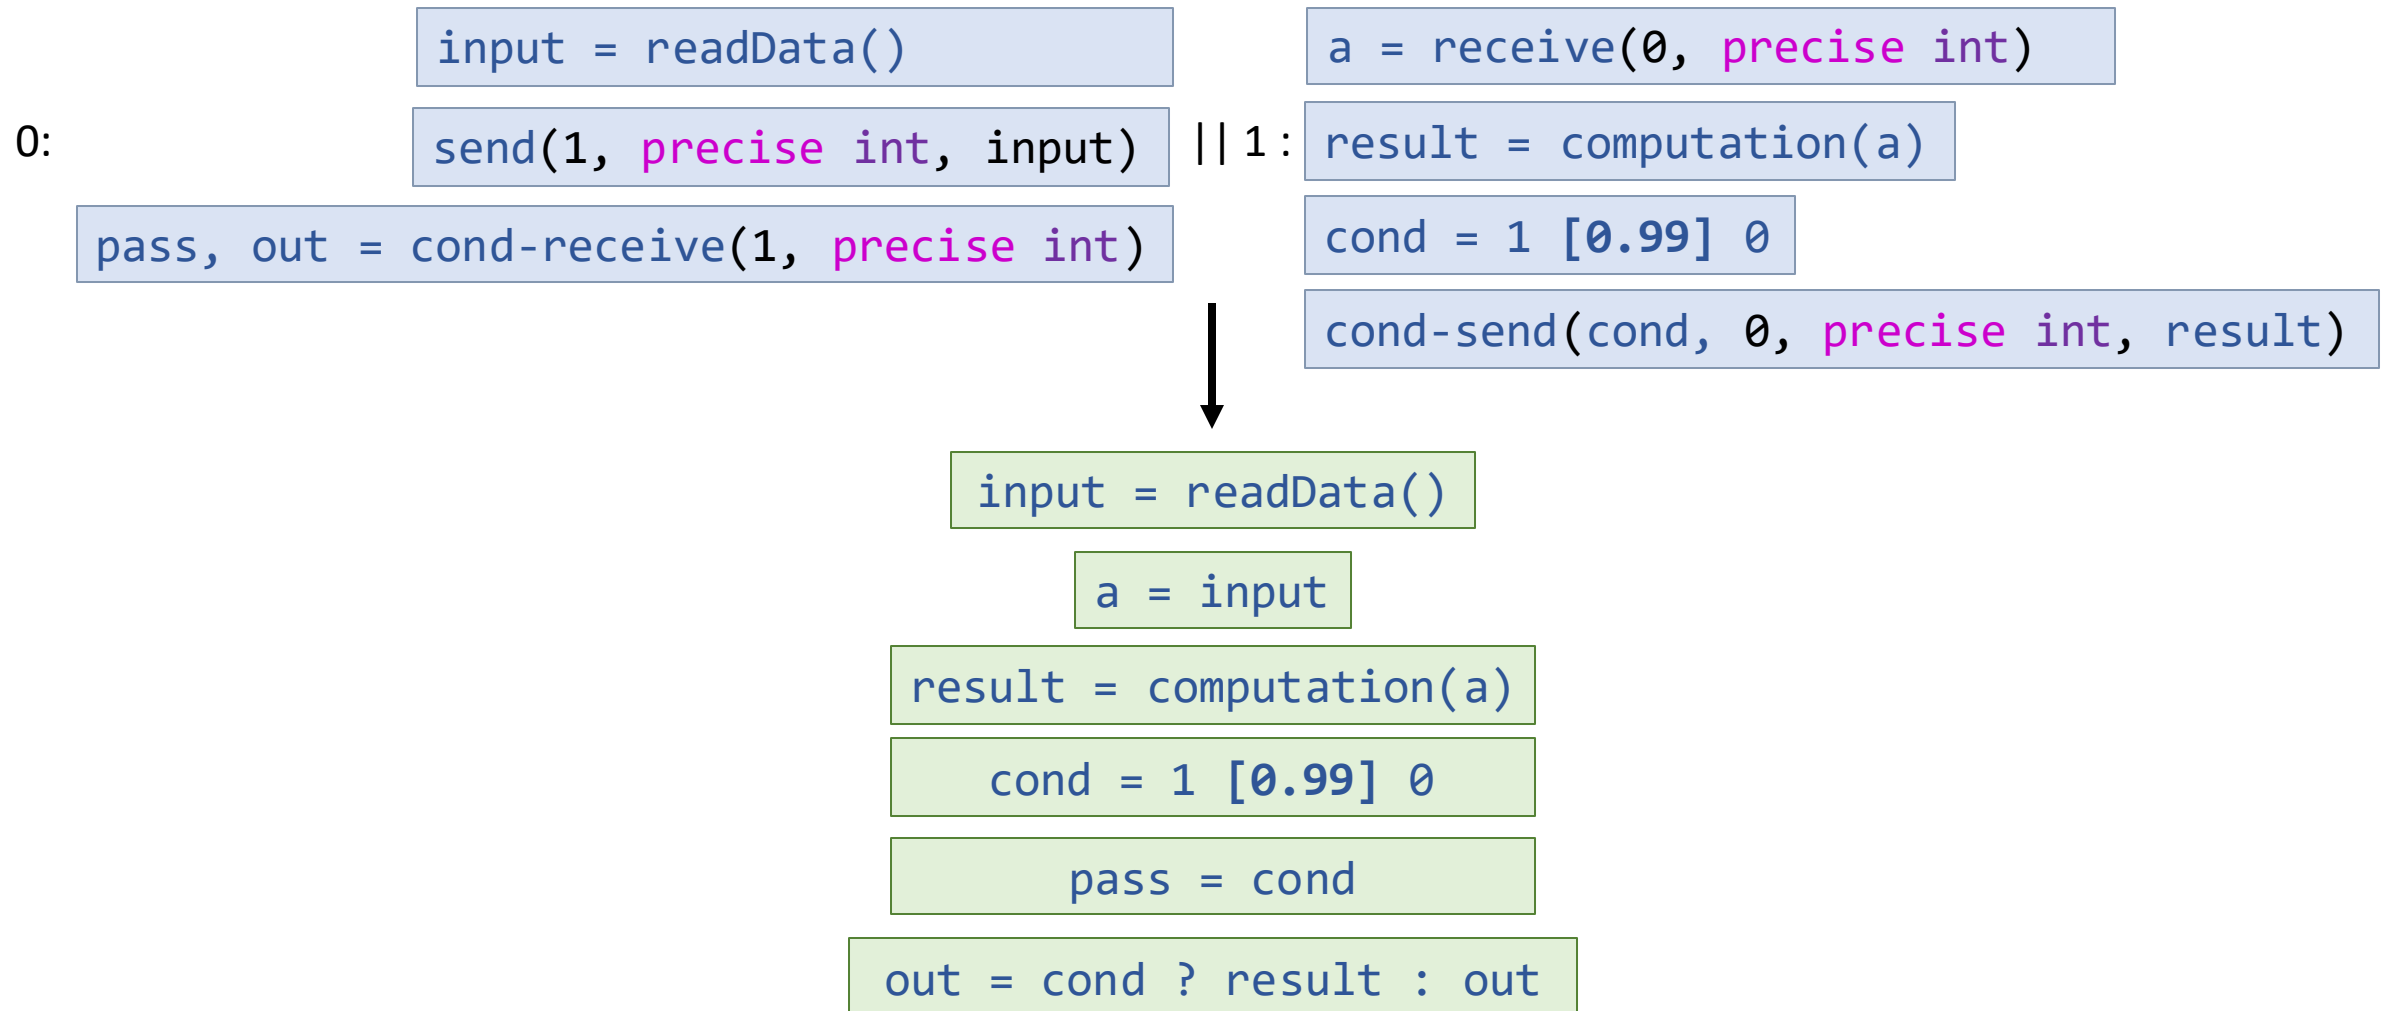 input = readData()
0:
send(1, precise int, input)
pass, out = cond-receive(1, precise int)
|| 1 :
a = receive(0, precise int)
result = computation(a)
cond = 1 [0.99] 0
cond-send(cond, 0, precise int, result)
input = readData()
a = input
result = computation(a)
cond = 1 [0.99] 0
pass = cond
out = cond ? result : out